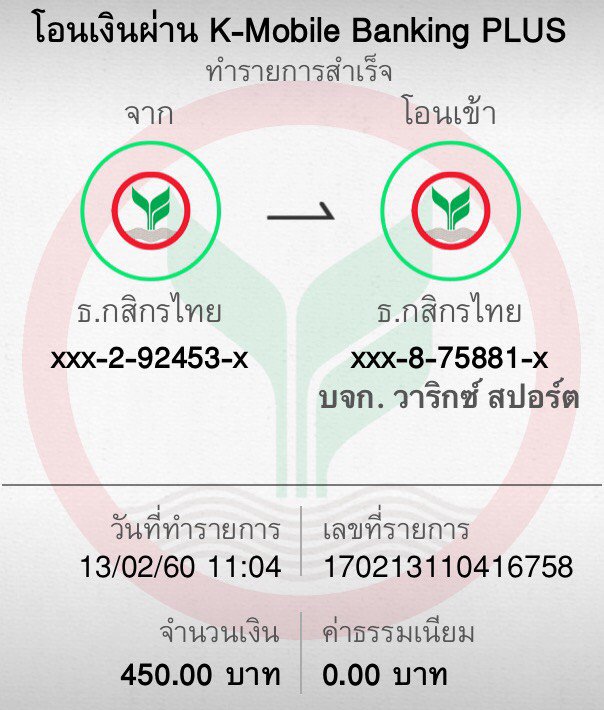 โอนเงินผ่าน K-Mobile Banking PLUS
ทำรายการสำเร็จ
จาก
โอนเข้า
ธ.กสิกรไทย
ธ.กสิกรไทย
xxx-2-92453-x
xxx-8-75881-x
บจก. วาริกซ์ สปอร์ต
วันที่ทำรายการ
เลขที่รายการ
13/02/60 11:04
170213110416758
จำนวนเงิน
ค่าธรรมเนียม
450.00 บาท
0.00 บาท